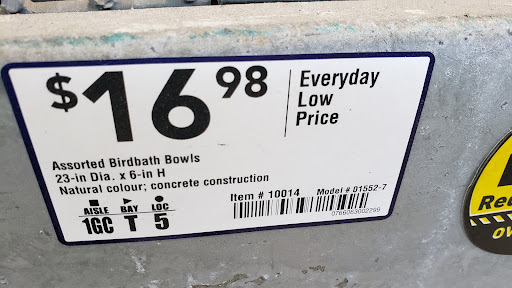 $16.98
Everyday
Low
Price
Assorted Birdbath Bowls
23-in Dia. x 6-in H
Natural colour; concrete construction
Item # 10014 Model # 01552-7
AISLE BAY LOC
1GC T 5